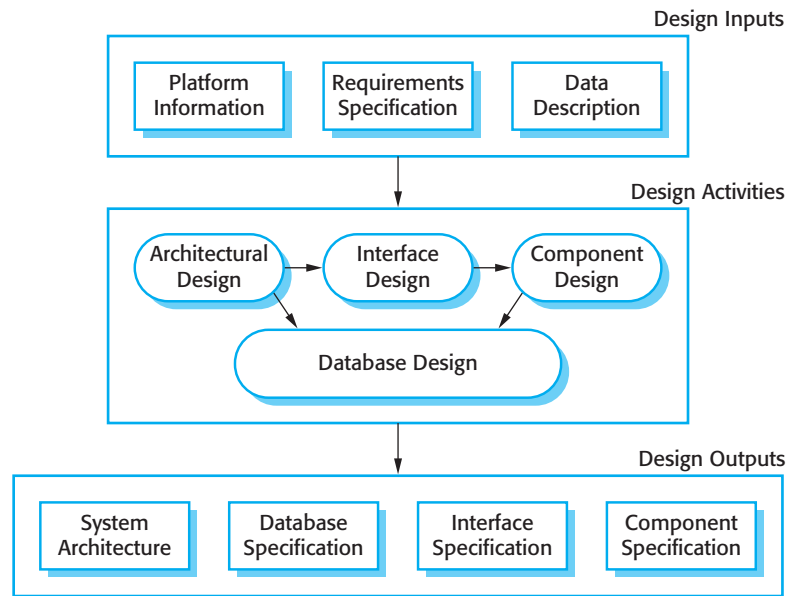 Design Inputs
Platform
Information
Requirements
Specification
Data
Description
Design Activities
Architectural
Design
Interface
Design
Component
Design
Database Design
Design Outputs
System
Architecture
Database
Specification
Interface
Specification
Component
Specification